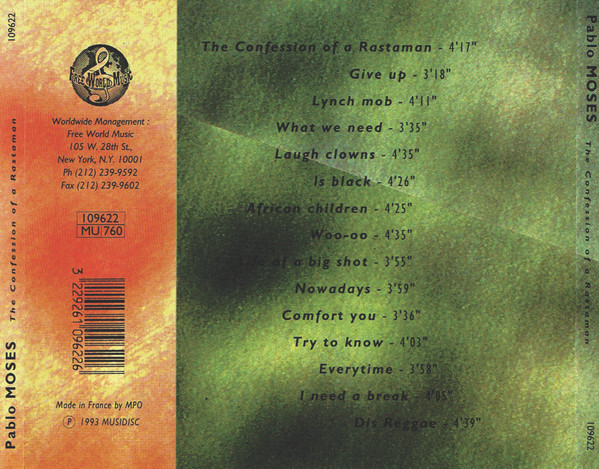 109622
Pablo MOSES The Confession of a Rastaman
FREE WORLD MUSIC
Worldwide Management :
Free World Music
105 W. 28th St.,
New York, N.Y. 10001
Ph (212) 239-9592
Fax (212) 239-9602
109622
MU 760
3 229261 096226
Made in France by MPO
P 1993 MUSIDISC
The Confession of a Rastaman - 4'17"
Give up - 3'18"
Lynch mob - 4'11"
What we need - 3'35"
Laugh clowns - 4'35"
Is black - 4'26"
African children - 4'25"
Woo-oo - 4'35"
of a big shot - 3'55"
Nowadays - 3'59"
Comfort you - 3'36"
Try to know - 4'03"
Everytime - 3'58"
I need a break - 4'05"
Dis Reggae - 4'39"
Pablo MOSES The Confession of a Rastaman
109622